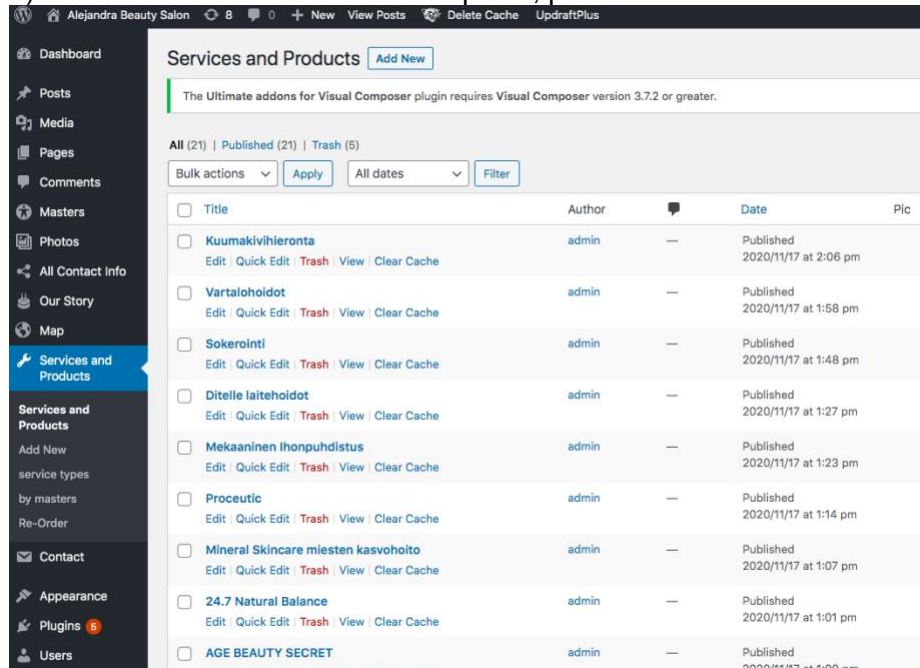 Alejandra Beauty Salon 8 0 + New View Posts Delete Cache UpdraftPlus
Dashboard
Posts
Media
Pages
Comments
Masters
Photos
All Contact Info
Our Story
Map
Services and
Products
Services and
Products
Add New
service types
by masters
Re-Order
Contact
Appearance
Plugins 5
Users
Services and Products Add New
The Ultimate addons for Visual Composer plugin requires Visual Composer version 3.7.2 or greater.
All (21) | Published (21) | Trash (5)
Bulk actions Apply All dates Filter
Title Author Date Pic
Kuumakivihieronta admin — Published
Edit | Quick Edit | Trash | View | Clear Cache 2020/11/17 at 2:06 pm
Vartalohoidot admin — Published
Edit | Quick Edit | Trash | View | Clear Cache 2020/11/17 at 1:58 pm
Sokerointi admin — Published
Edit | Quick Edit | Trash | View | Clear Cache 2020/11/17 at 1:48 pm
Ditelle laitehoidot admin — Published
Edit | Quick Edit | Trash | View | Clear Cache 2020/11/17 at 1:27 pm
Mekaaninen Ihonpuhdistus admin — Published
Edit | Quick Edit | Trash | View | Clear Cache 2020/11/17 at 1:23 pm
Proceutic admin — Published
Edit | Quick Edit | Trash | View | Clear Cache 2020/11/17 at 1:14 pm
Mineral Skincare miesten kasvohoito admin — Published
Edit | Quick Edit | Trash | View | Clear Cache 2020/11/17 at 1:07 pm
24.7 Natural Balance admin — Published
Edit | Quick Edit | Trash | View | Clear Cache 2020/11/17 at 1:01 pm
AGE BEAUTY SECRET admin — Published